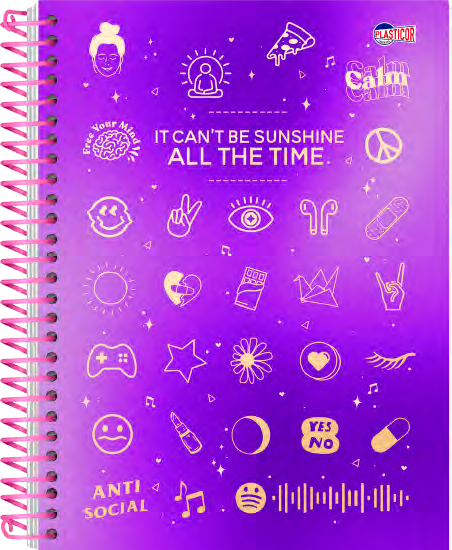 PLASTICOR
Calm
Free Your Mind
IT CAN'T BE SUNSHINE
ALL THE TIME.
YES
NO
ANTI
SOCIAL